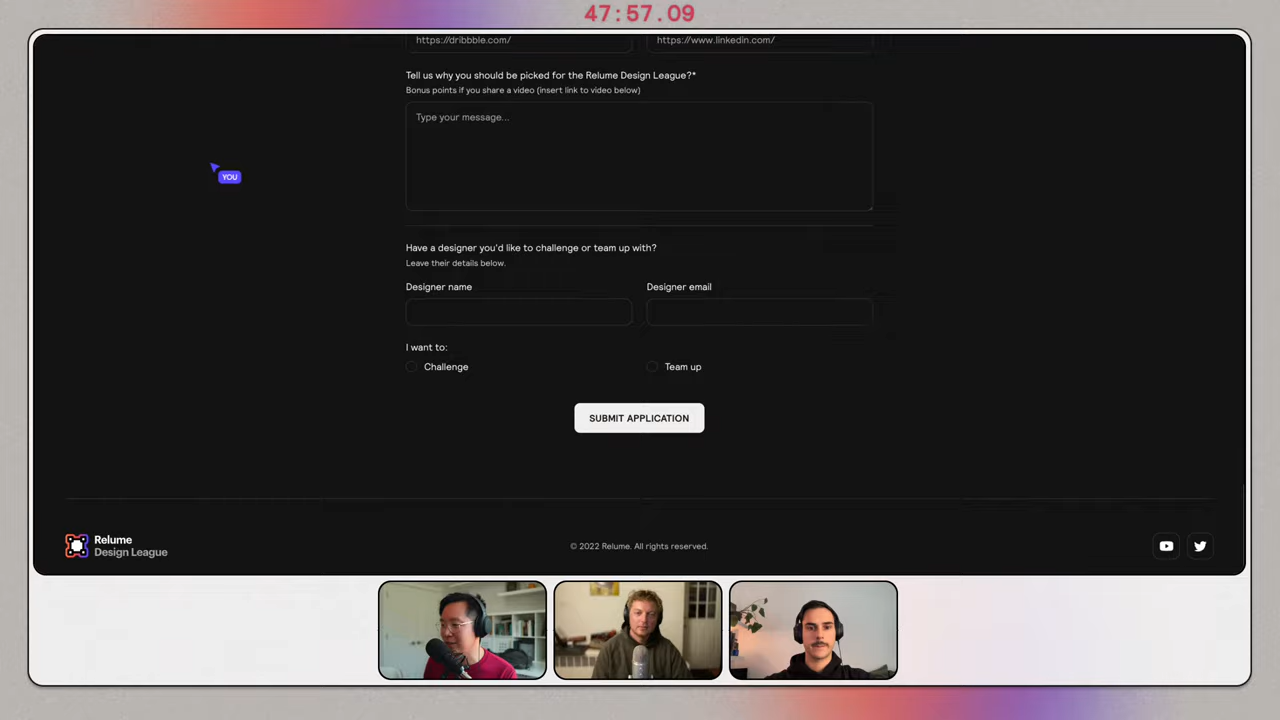 47:57.09
https://dribbble.com/
https://www.linkedin.com/
Tell us why you should be picked for the Relume Design League?*
Bonus points if you share a video (insert link to video below)
Type your message...
YOU
Have a designer you'd like to challenge or team up with?
Leave their details below.
Designer name
Designer email
I want to:
Challenge
Team up
SUBMIT APPLICATION
Relume
Design League
© 2022 Relume. All rights reserved.